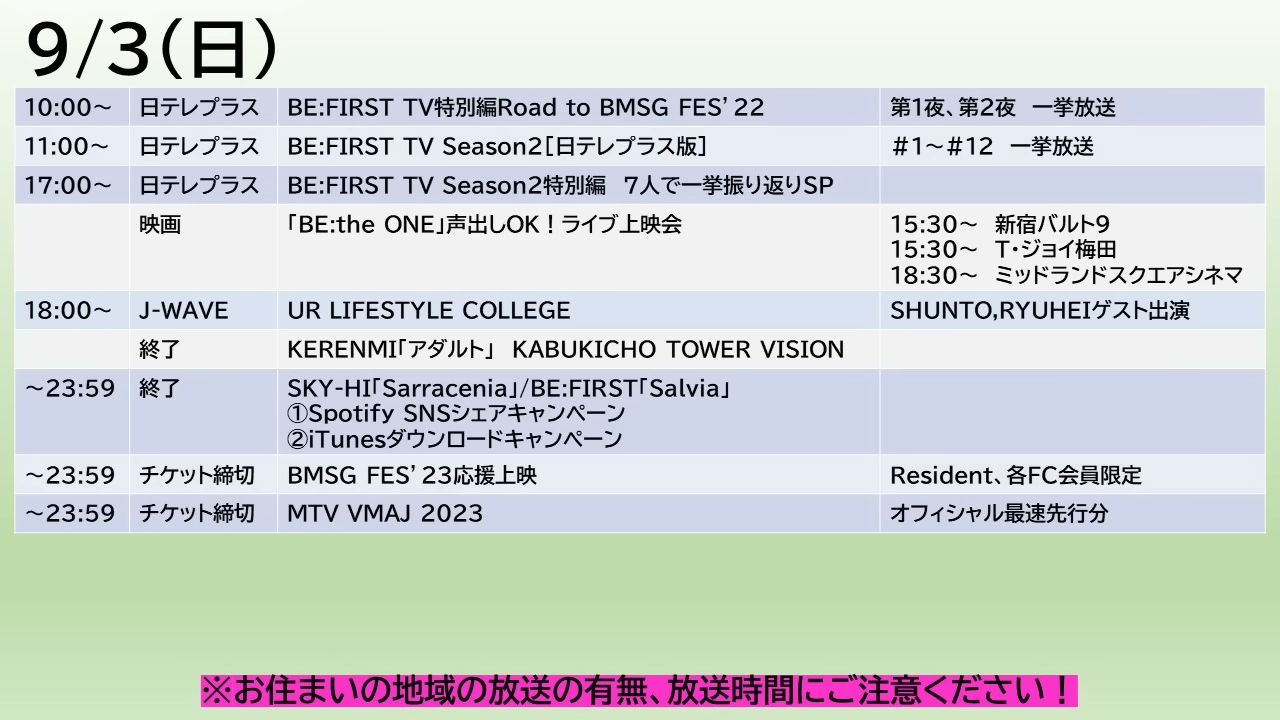 9/3(日)
10:00～ 日テレプラス BE:FIRST TV特別編Road to BMSG FES’22 第1夜、第2夜　一挙放送
11:00～ 日テレプラス BE:FIRST TV Season2[日テレプラス版] #1～#12　一挙放送
17:00～ 日テレプラス BE:FIRST TV Season2特別編　7人で一挙振り返りSP
映画 「BE:the ONE」声出しOK！ライブ上映会 15:30～　新宿バルト9
15:30～　T・ジョイ梅田
18:30～　ミッドランドスクエアシネマ
18:00～ J-WAVE UR LIFESTYLE COLLEGE SHUNTO,RYUHEIゲスト出演
終了 KERENMI「アダルト」　KABUKICHO TOWER VISION
～23:59 終了 SKY-HI「Sarracenia」/BE:FIRST「Salvia」
①Spotify SNSシェアキャンペーン
②iTunesダウンロードキャンペーン
～23:59 チケット締切 BMSG FES’23応援上映 Resident、各FC会員限定
～23:59 チケット締切 MTV VMAJ 2023 オフィシャル最速先行分
※お住まいの地域の放送の有無、放送時間にご注意ください！